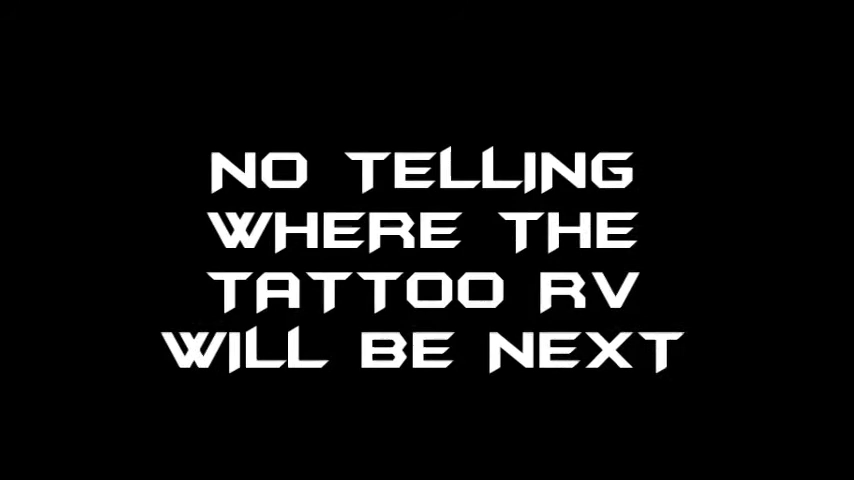 NO TELLING
WHERE THE
TATTOO RV
WILL BE NEXT